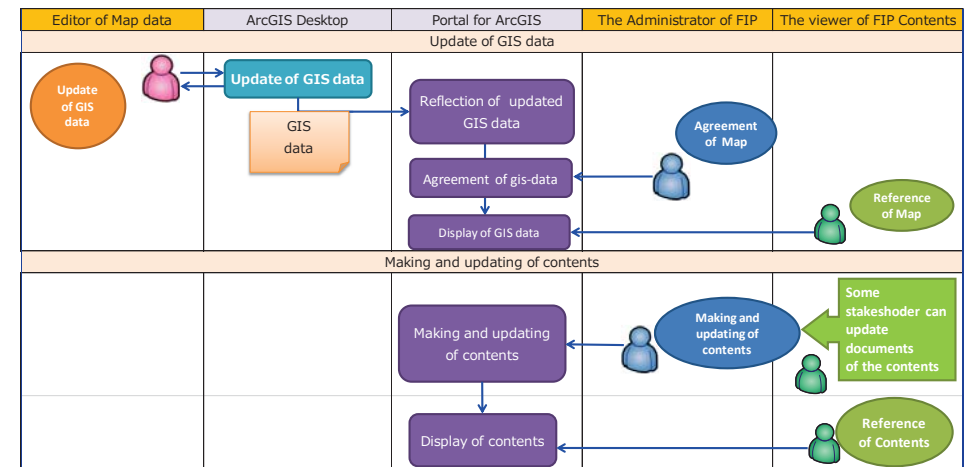 Editor of Map data
ArcGIS Desktop
Portal for ArcGIS
The Administrator of FIP
The viewer of FIP Contents
Update of GIS data
Update
of GIS
data
Update of GIS data
GIS
data
Reflection of updated
GIS data
Agreement
of Map
Agreement of gis-data
Reference
of Map
Display of GIS data
Making and updating of contents
Making and updating
of contents
Making and
updating of
contents
Some
stakeshoder can
update
documents
of the contents
Display of contents
Reference
of Contents